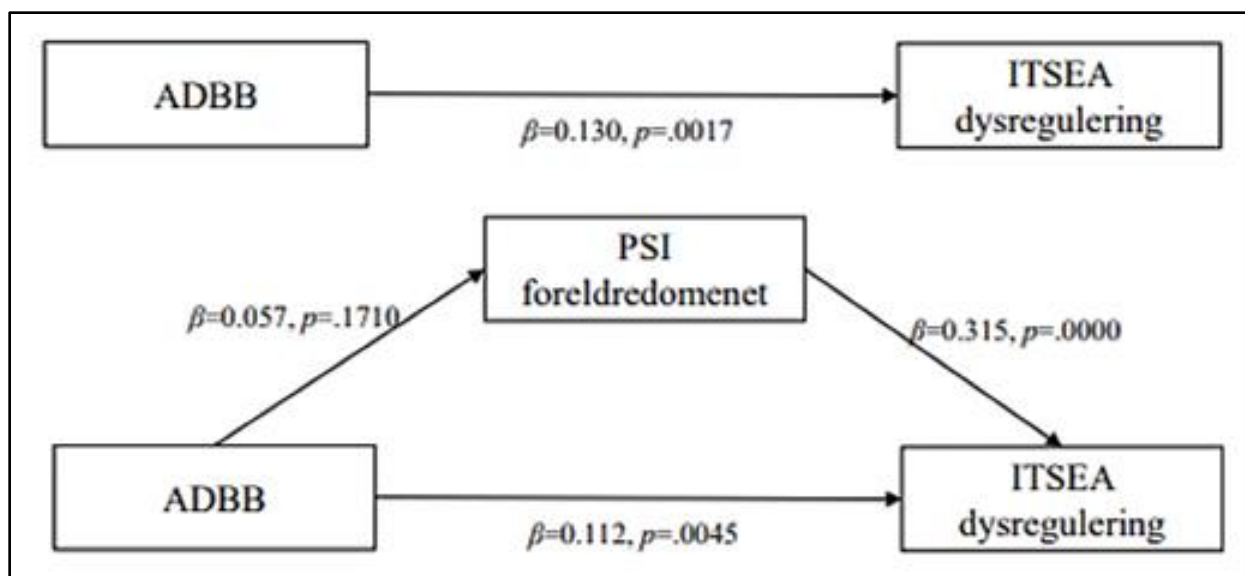 ADBB
ITSEA
dysregulering
β=0.130, p=.0017
PSI
foreldredomenet
β=0.057, p=.1710
β=0.315, p=.0000
ADBB
ITSEA
dysregulering
β=0.112, p=.0045